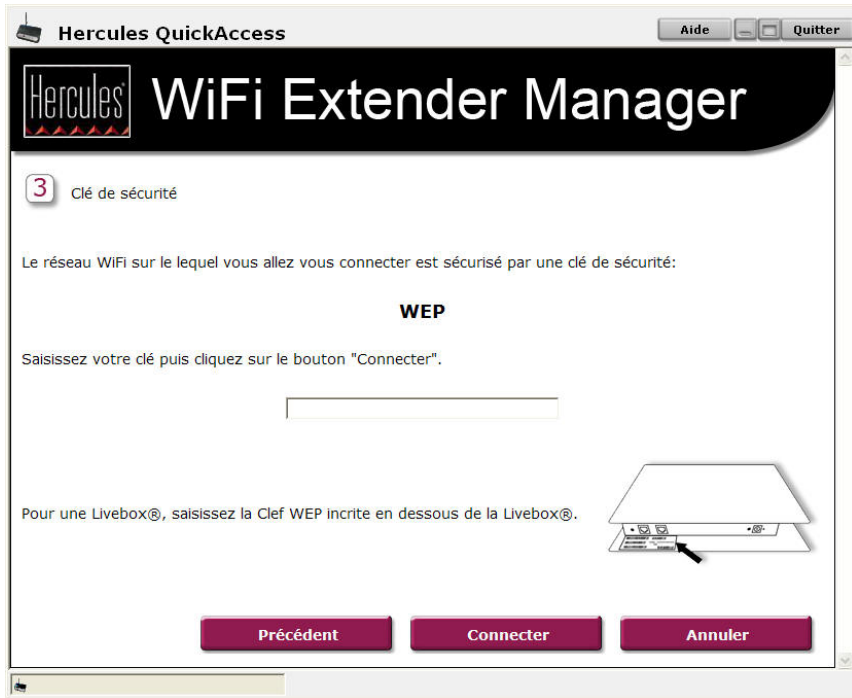 Hercules QuickAccess
Aide
Quitter
Hercules
WiFi Extender Manager
3 Clé de sécurité
Le réseau WiFi sur le lequel vous allez vous connecter est sécurisé par une clé de sécurité:
WEP
Saisissez votre clé puis cliquez sur le bouton "Connecter".
Pour une Livebox®, saisissez la Clef WEP incrite en dessous de la Livebox®.
Précédent
Connecter
Annuler